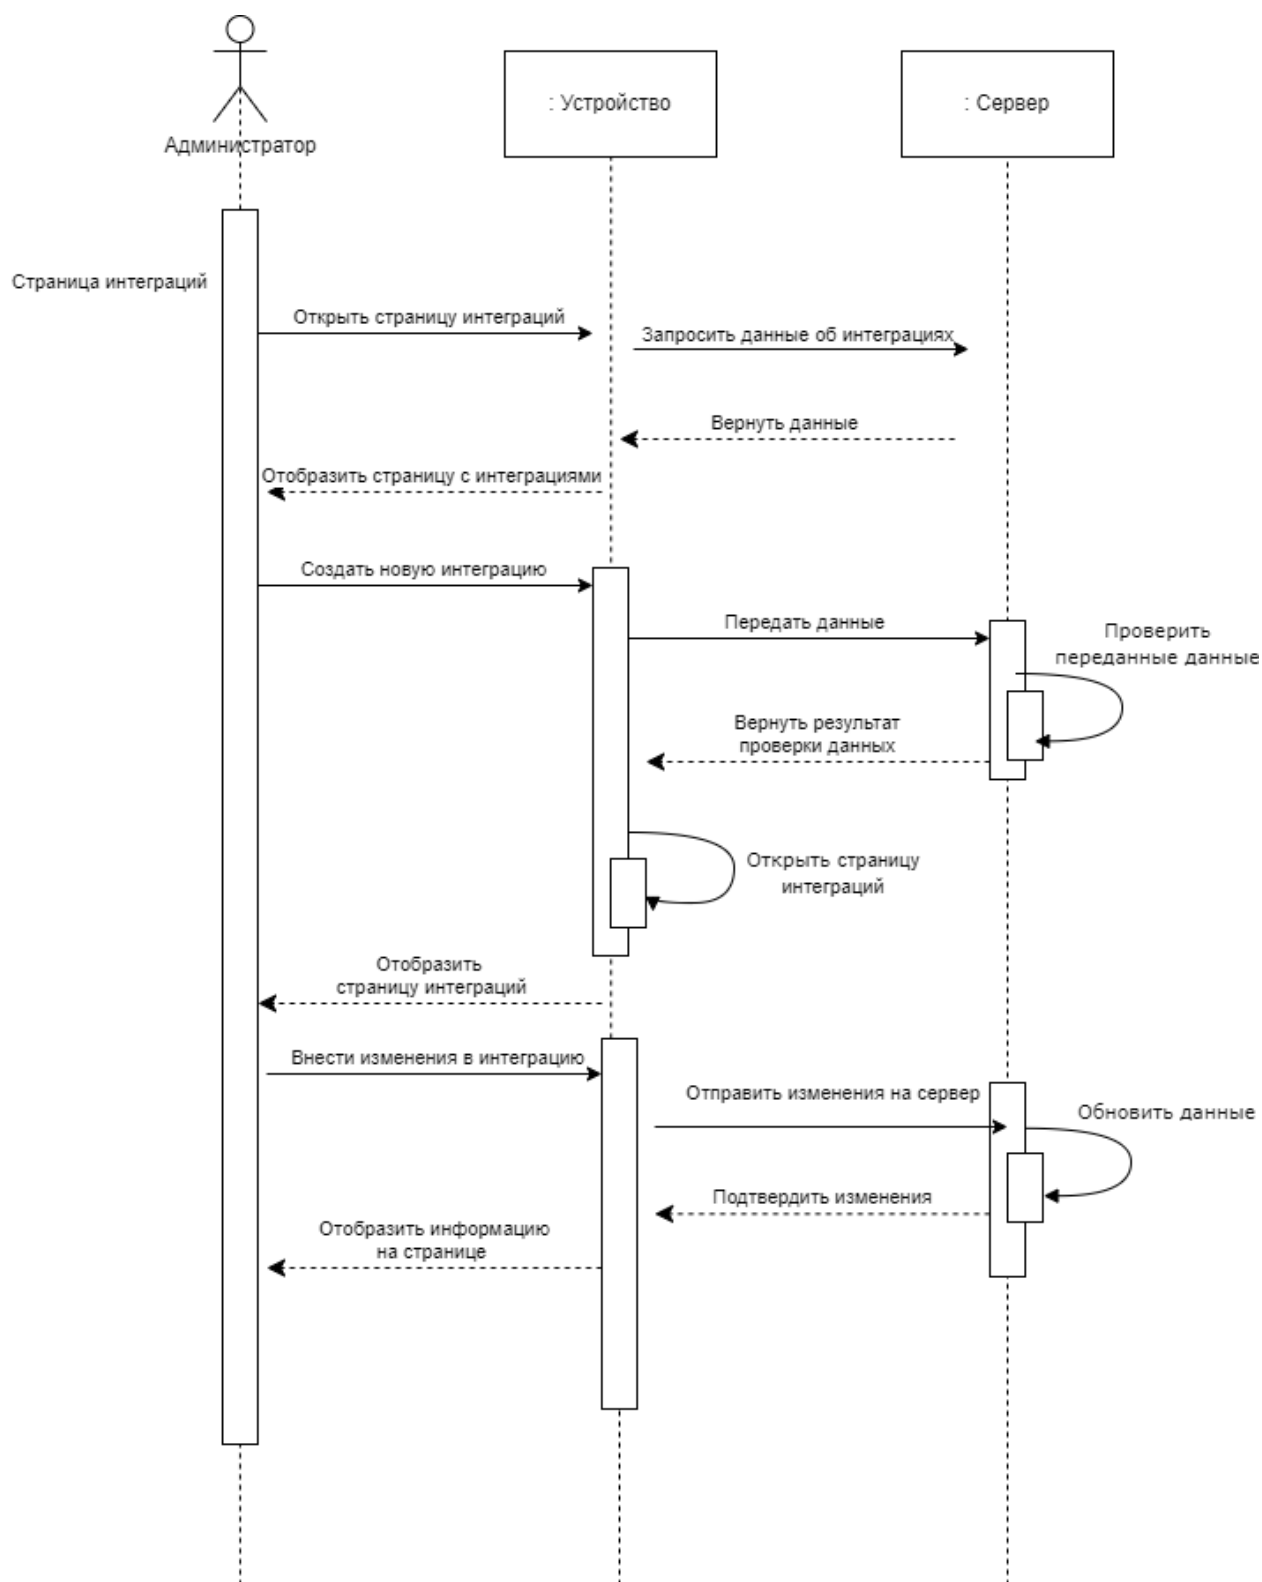 : Устройство
: Сервер
Администратор
Страница интеграций
Открыть страницу интеграций
Запросить данные об интеграциях
Вернуть данные
Отобразить страницу с интеграциями
Создать новую интеграцию
Передать данные
Проверить
переданные данные
Вернуть результат
проверки данных
Открыть страницу
интеграций
Отобразить
страницу интеграций
Внести изменения в интеграцию
Отправить изменения на сервер
Обновить данные
Подтвердить изменения
Отобразить информацию
на странице